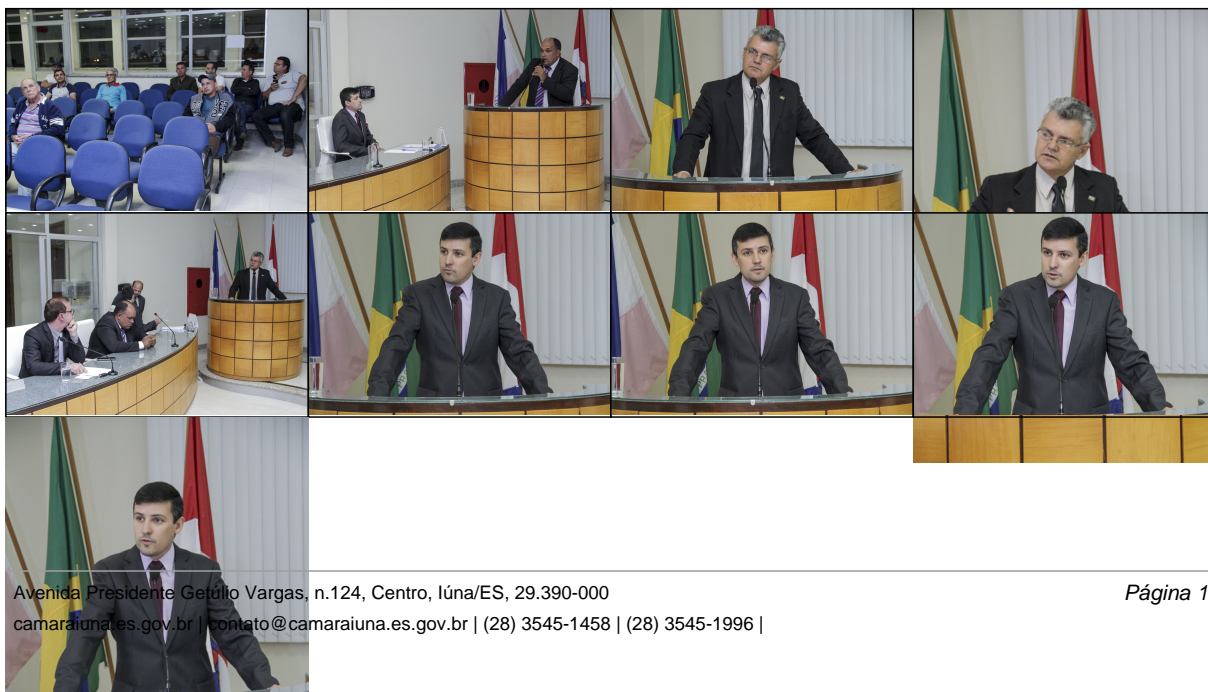 Avenida Presidente Getúlio Vargas, n.124, Centro, Iúna/ES, 29.390-000
Página 1
camaraiuna.es.gov.br | contato@camaraiuna.es.gov.br | (28) 3545-1458 | (28) 3545-1996 |